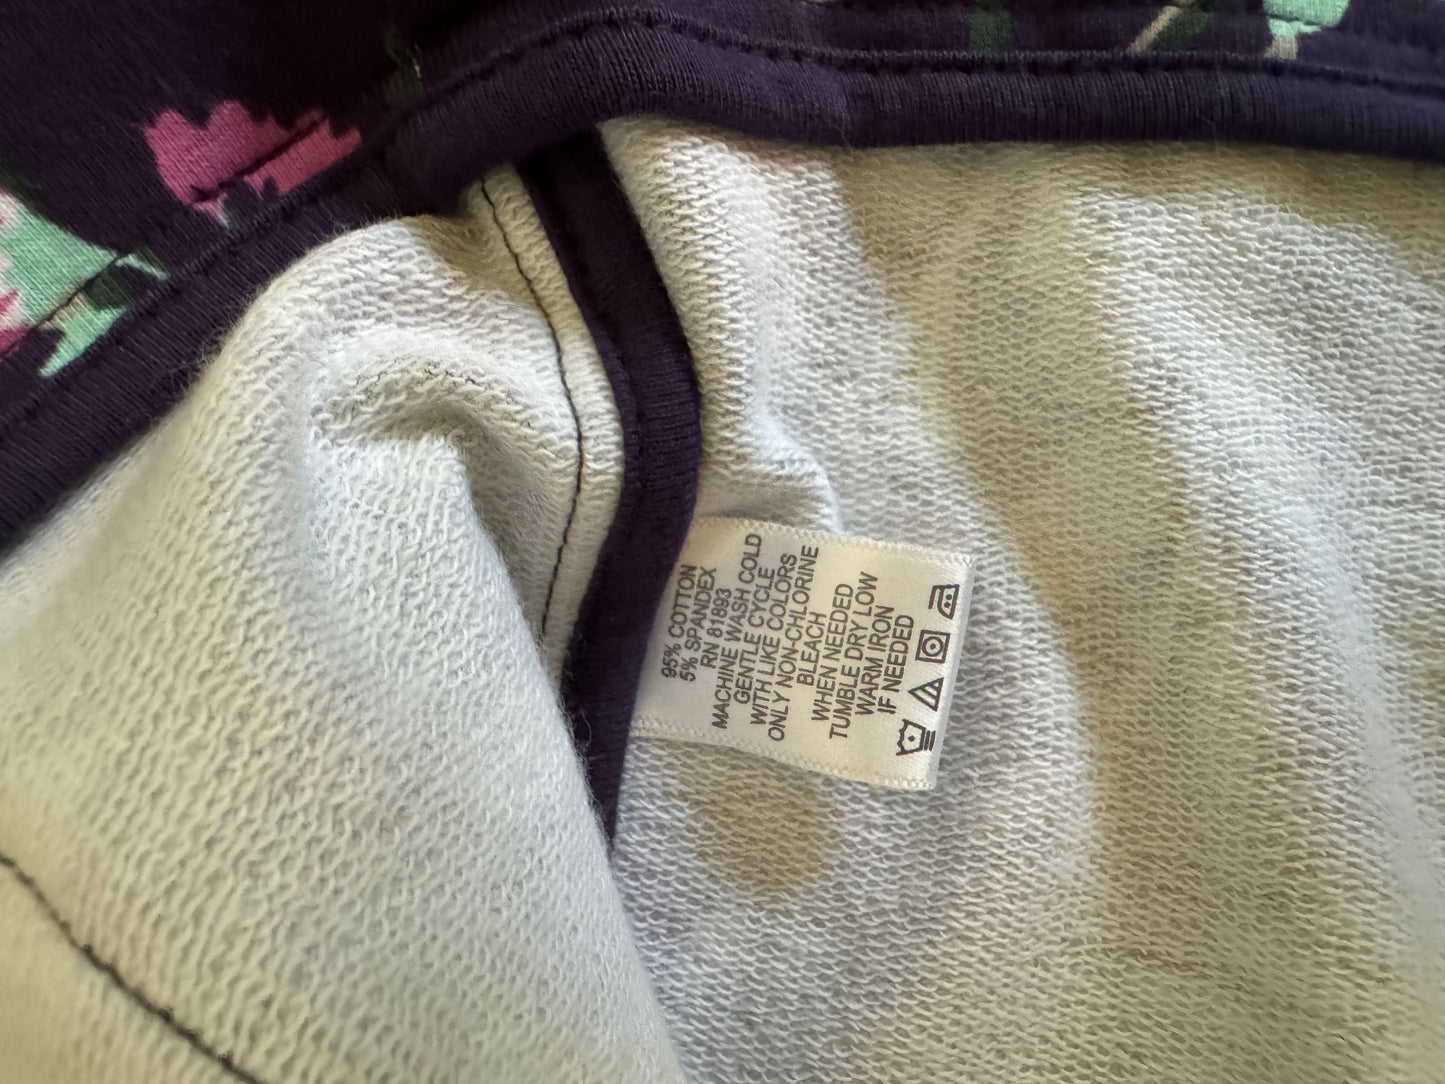 95% COTTON
5% SPANDEX
RN 81893
MACHINE WASH COLD
GENTLE CYCLE
WITH LIKE COLORS
ONLY NON-CHLORINE
BLEACH
WHEN NEEDED
TUMBLE DRY LOW
WARM IRON
IF NEEDED